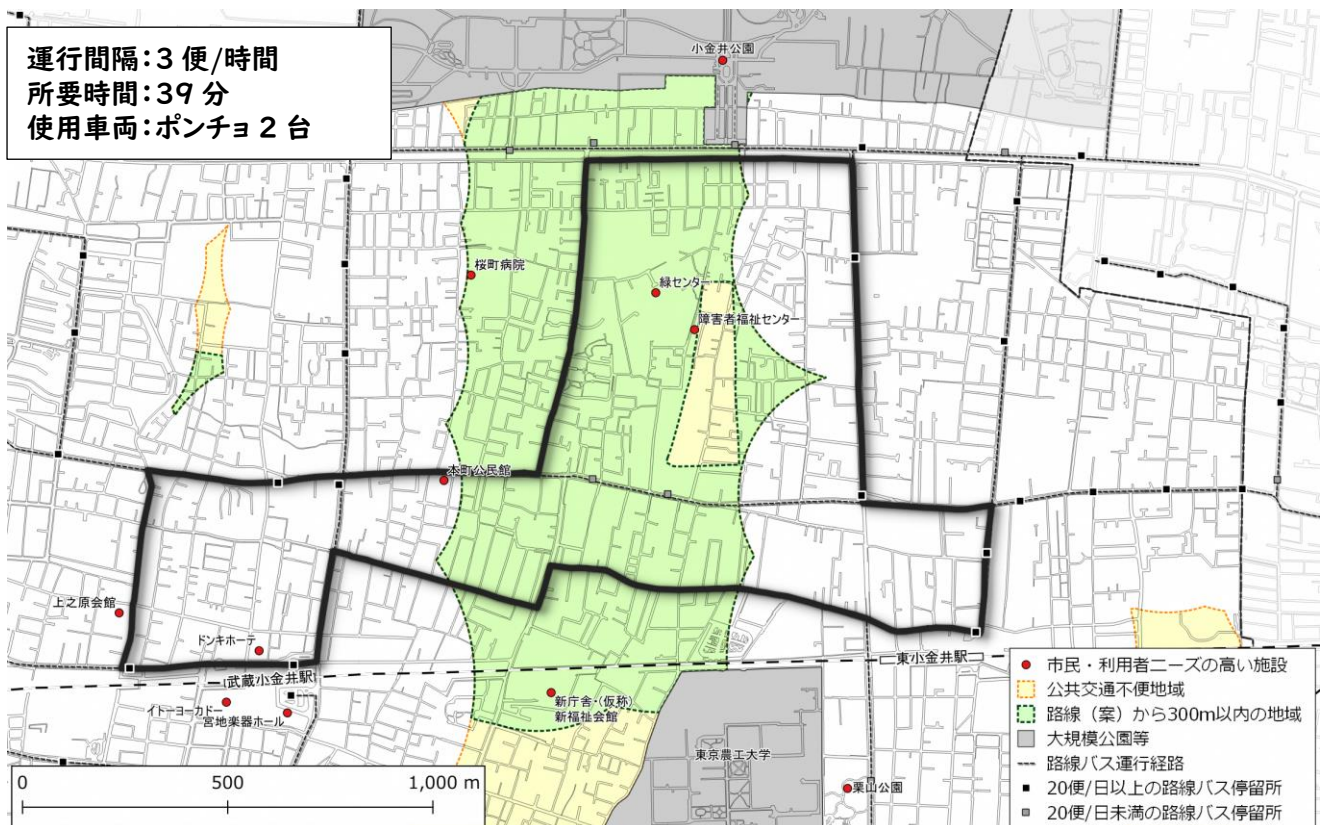 運行間隔:3 便/時間
所要時間:39 分
使用車両:ポンチョ 2 台
小金井公園
桜町病院
緑センター
障害者福祉センター
本町公民館
上之原会館
ドンキホーテ
武蔵小金井駅
東小金井駅
イトーヨーカドー
宮地楽器ホール
新庁舎・(仮称)
新福祉会館
東京農工大学
栗山公園
市民・利用者ニーズの高い施設
公共交通不便地域
路線(案)から300m以内の地域
大規模公園等
路線バス運行経路
20便/日以上の路線バス停留所
20便/日未満の路線バス停留所
0 500 1,000 m